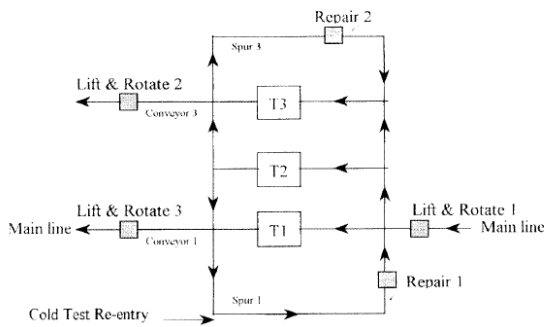 Repair 2
Spur 3
Lift & Rotate 2
T3
Conveyor 3
T2
Lift & Rotate 3
Lift & Rotate 1
Main line
T1
Main line
Conveyor 1
Repair 1
Spur 1
Cold Test Re-entry